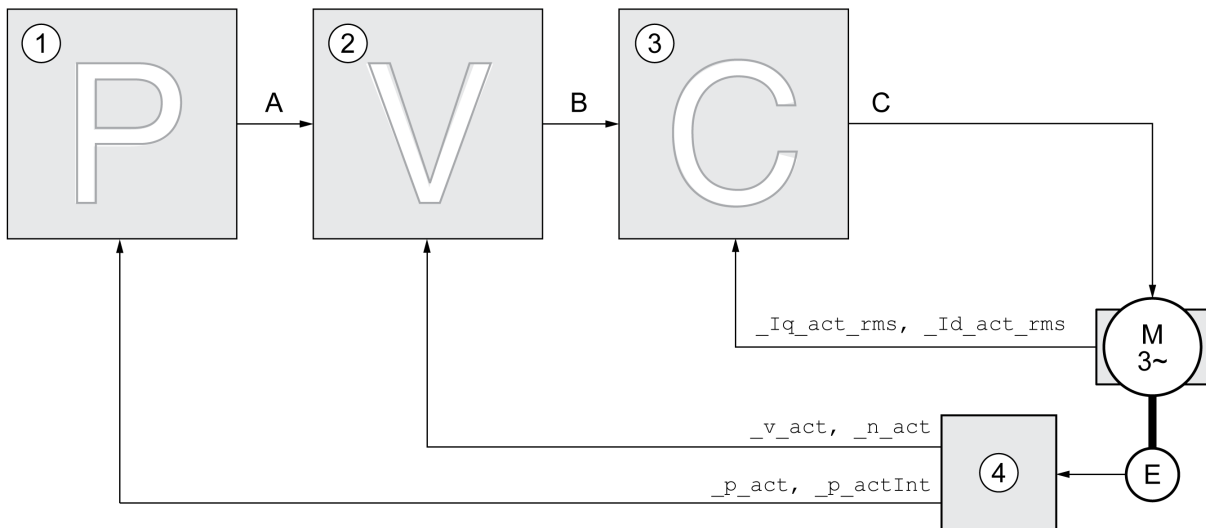 1
2
3
P
V
C
A
B
C
_Iq_act_rms, _Id_act_rms
M
3~
_v_act, _n_act
_p_act, _p_actInt
4
E